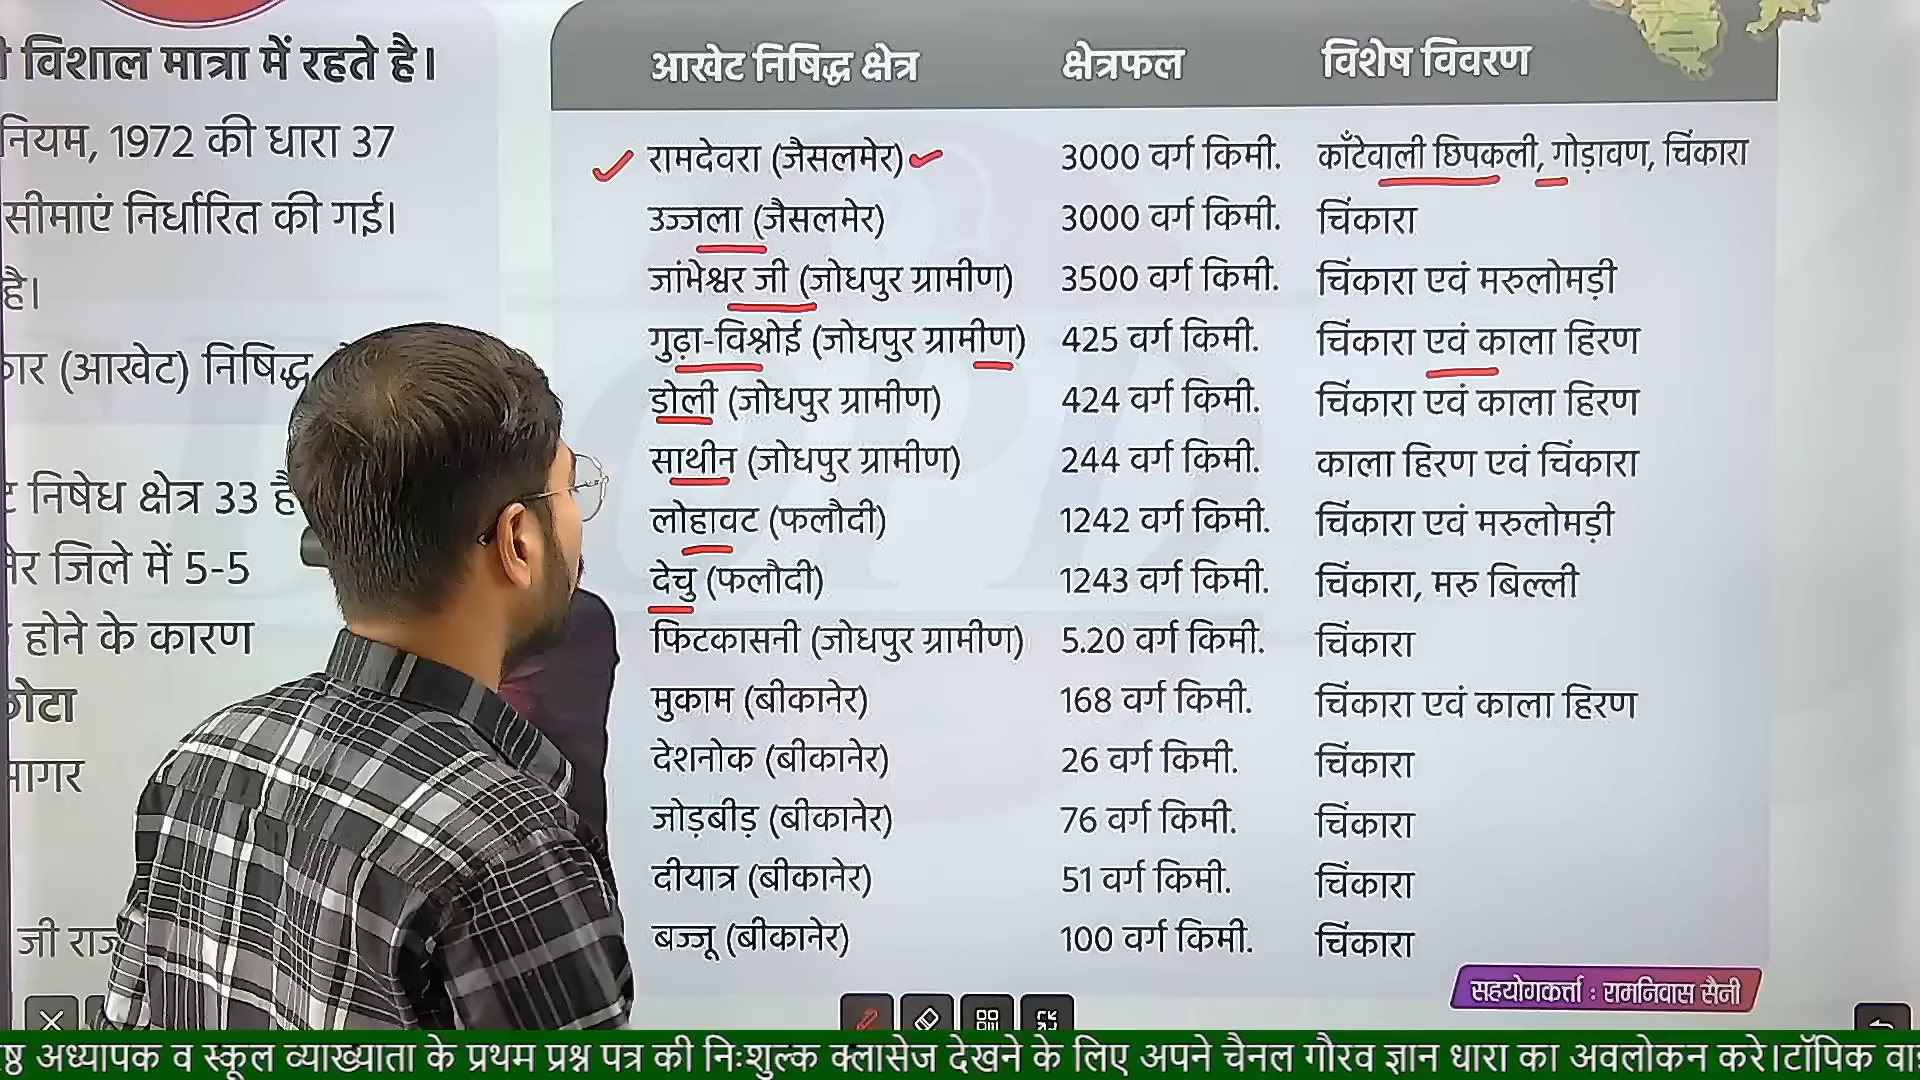 विशाल मात्रा में रहते है।
1972 की धारा 37
सीमाएं निर्धारित की गई।
है।
(आखेट) निषिद्ध
निषेध क्षेत्र 33
जिले में 5-5
होने के कारण
जी
आखेट निषिद्ध क्षेत्र क्षेत्रफल विशेष विवरण
रामदेवरा (जैसलमेर) 3000 वर्ग किमी. काँटेवाली छिपकली, गोड़ावण, चिंकारा
उज्जला (जैसलमेर) 3000 वर्ग किमी. चिंकारा
जांभेश्वर जी (जोधपुर ग्रामीण) 3500 वर्ग किमी. चिंकारा एवं मरुलोमड़ी
गुढ़ा-विश्नोई (जोधपुर ग्रामीण) 425 वर्ग किमी. चिंकारा एवं काला हिरण
डोली (जोधपुर ग्रामीण) 424 वर्ग किमी. चिंकारा एवं काला हिरण
साथीन (जोधपुर ग्रामीण) 244 वर्ग किमी. काला हिरण एवं चिंकारा
लोहावट (फलौदी) 1242 वर्ग किमी. चिंकारा एवं मरुलोमड़ी
देचु (फलौदी) 1243 वर्ग किमी. चिंकारा, मरु बिल्ली
फिटकासनी (जोधपुर ग्रामीण) 5.20 वर्ग किमी. चिंकारा
मुकाम (बीकानेर) 168 वर्ग किमी. चिंकारा एवं काला हिरण
देशनोक (बीकानेर) 26 वर्ग किमी. चिंकारा
जोड़बीड़ (बीकानेर) 76 वर्ग किमी. चिंकारा
दीयात्र (बीकानेर) 51 वर्ग किमी. चिंकारा
बज्जू (बीकानेर) 100 वर्ग किमी. चिंकारा
सहयोगकर्त्ता : रामनिवास सैनी
अध्यापक व स्कूल व्याख्याता के प्रथम प्रश्न पत्र की निःशुल्क क्लासेज देखने के लिए अपने चैनल गौरव ज्ञान धारा का अवलोकन करे।टॉपिक